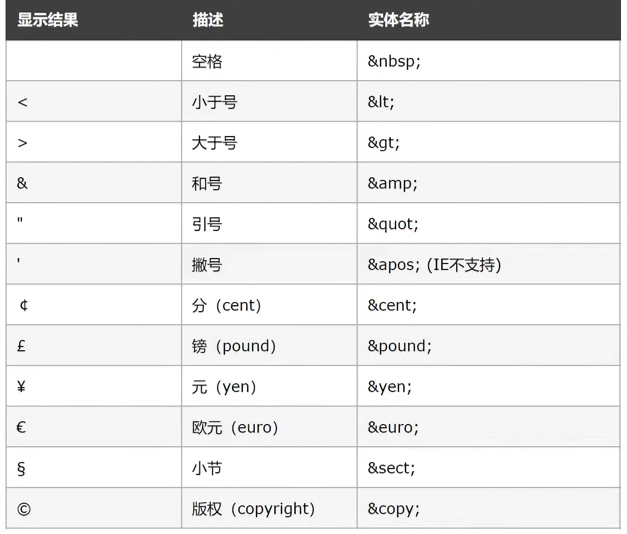 显示结果 描述 实体名称
空格 &nbsp;
< 小于号 &lt;
> 大于号 &gt;
& 和号 &amp;
" 引号 &quot;
' 撇号 &apos; (IE不支持)
¢ 分（cent） &cent;
£ 镑（pound） &pound;
¥ 元（yen） &yen;
€ 欧元（euro） &euro;
§ 小节 &sect;
© 版权（copyright） &copy;